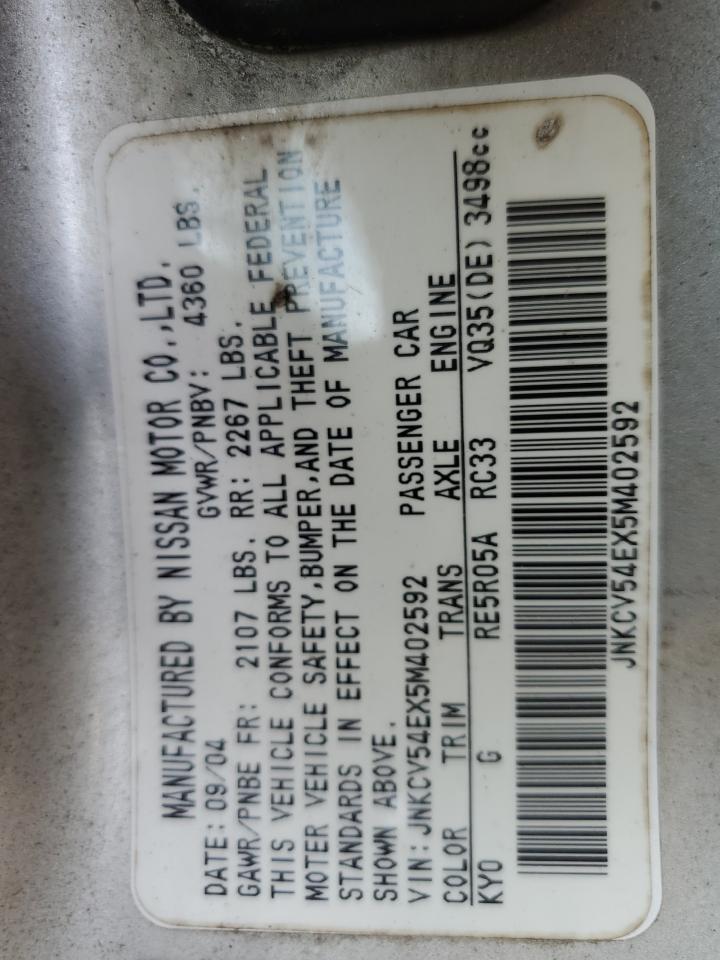 MANUFACTURED BY NISSAN MOTOR CO.,LTD.
DATE: 09/04 GVWR/PNBV: 4360 LBS.
GAWR/PNBE FR: 2107 LBS. RR: 2267 LBS.
THIS VEHICLE CONFORMS TO ALL APPLICABLE FEDERAL
MOTER VEHICLE SAFETY,BUMPER,AND THEFT PREVENTION
STANDARDS IN EFFECT ON THE DATE OF MANUFACTURE
SHOWN ABOVE.
VIN:JNKCV54EX5M402592 PASSENGER CAR
COLOR TRIM TRANS AXLE ENGINE
KY0 G RE5R05A RC33 VQ35(DE) 3498cc
JNKCV54EX5M402592